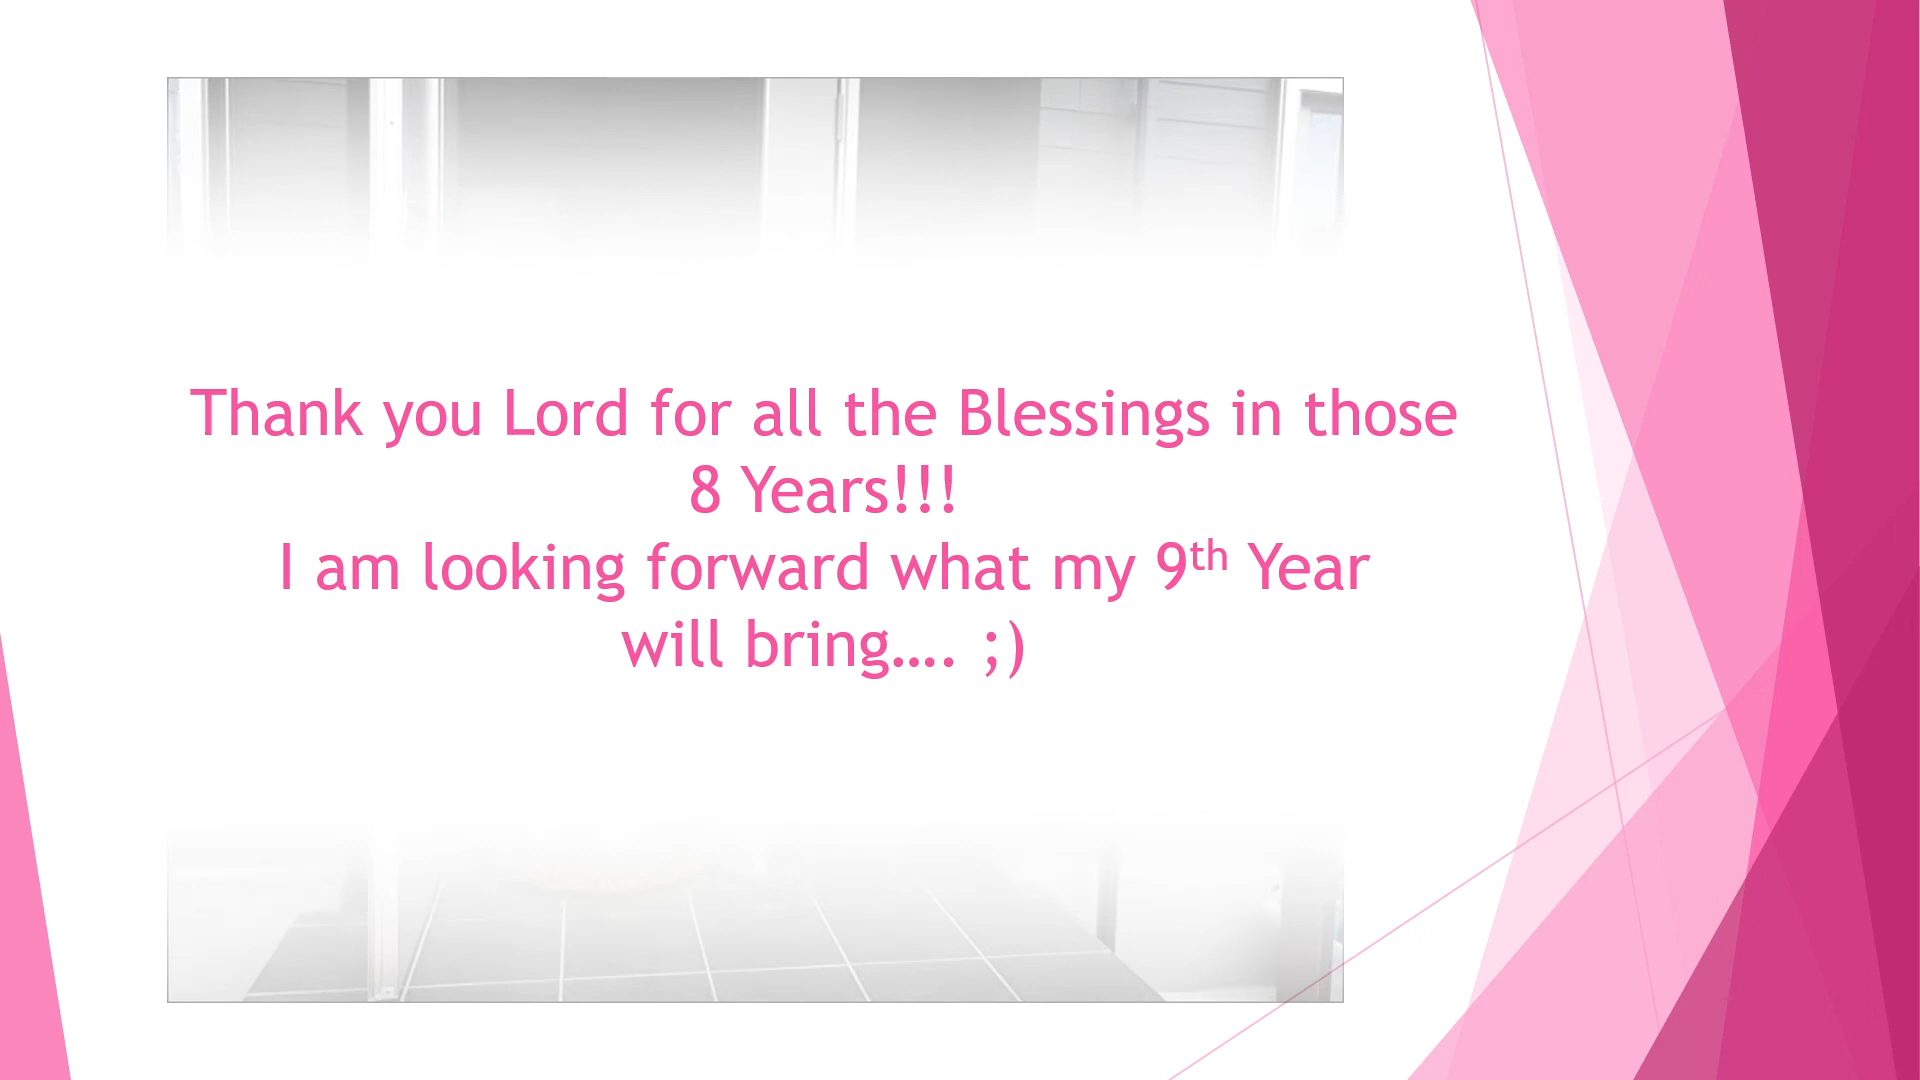 Thank you Lord for all the Blessings in those
8 Years!!!
I am looking forward what my 9th Year
will bring…. ;)